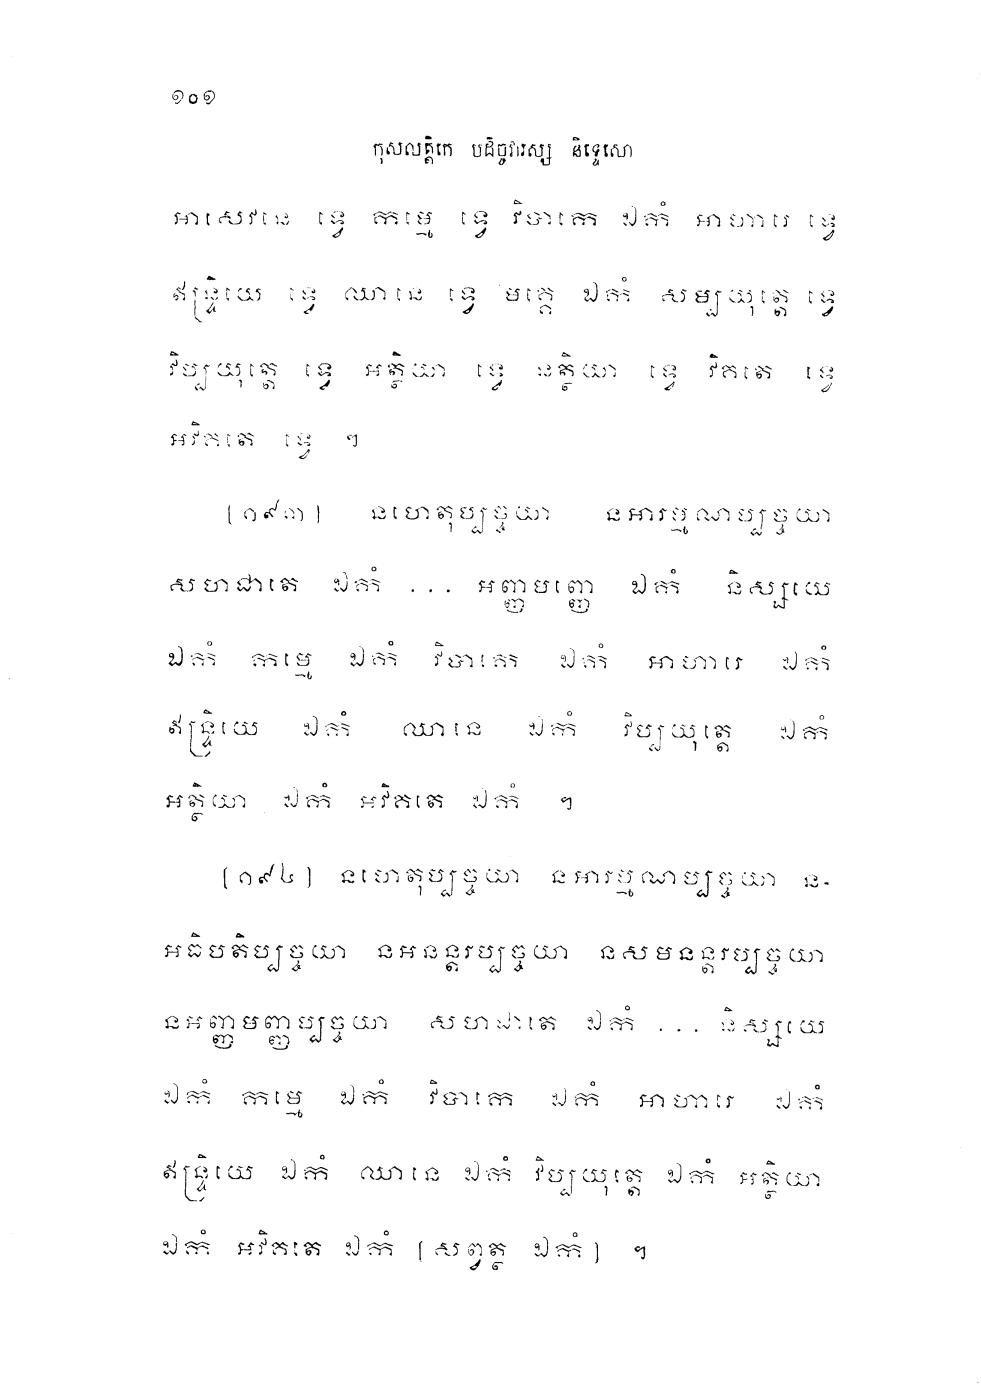 ១០១
កុសលត្តិកេ បដិច្ចវារស្ស និទ្ទេសោ
អាសេវនេ ទ្វេ កម្មេ ទ្វេ វិបាកេ ឯកំ អាហារេ ទ្វេ
ឥន្ទ្រិយេ ទ្វេ ឈានេ ទ្វេ មគ្គេ ឯកំ សម្បយុត្តេ ទ្វេ
វិប្បយុត្តេ ទ្វេ អត្ថិយា ទ្វេ នត្ថិយា ទ្វេ វិគតេ ទ្វេ
អវិគតេ ទ្វេ ។
[១៩៣] នហេតុប្បច្ចយា នអារម្មណប្បច្ចយា
សហជាតេ ឯកំ ... អញ្ញមញ្ញេ ឯកំ និស្សយេ
ឯកំ កម្មេ ឯកំ វិបាកេ ឯកំ អាហារេ ឯកំ
ឥន្ទ្រិយេ ឯកំ ឈានេ ឯកំ វិប្បយុត្តេ ឯកំ
អត្ថិយា ឯកំ អវិគតេ ឯកំ ។
[១៩៤] នហេតុប្បច្ចយា នអារម្មណប្បច្ចយា ន-
អធិបតិប្បច្ចយា នអនន្តរប្បច្ចយា នសមនន្តរប្បច្ចយា
នអញ្ញមញ្ញប្បច្ចយា សហជាតេ ឯកំ ... និស្សយេ
ឯកំ កម្មេ ឯកំ វិបាកេ ឯកំ អាហារេ ឯកំ
ឥន្ទ្រិយេ ឯកំ ឈានេ ឯកំ វិប្បយុត្តេ ឯកំ អត្ថិយា
ឯកំ អវិគតេ ឯកំ [សព្វត្ថ ឯកំ] ។